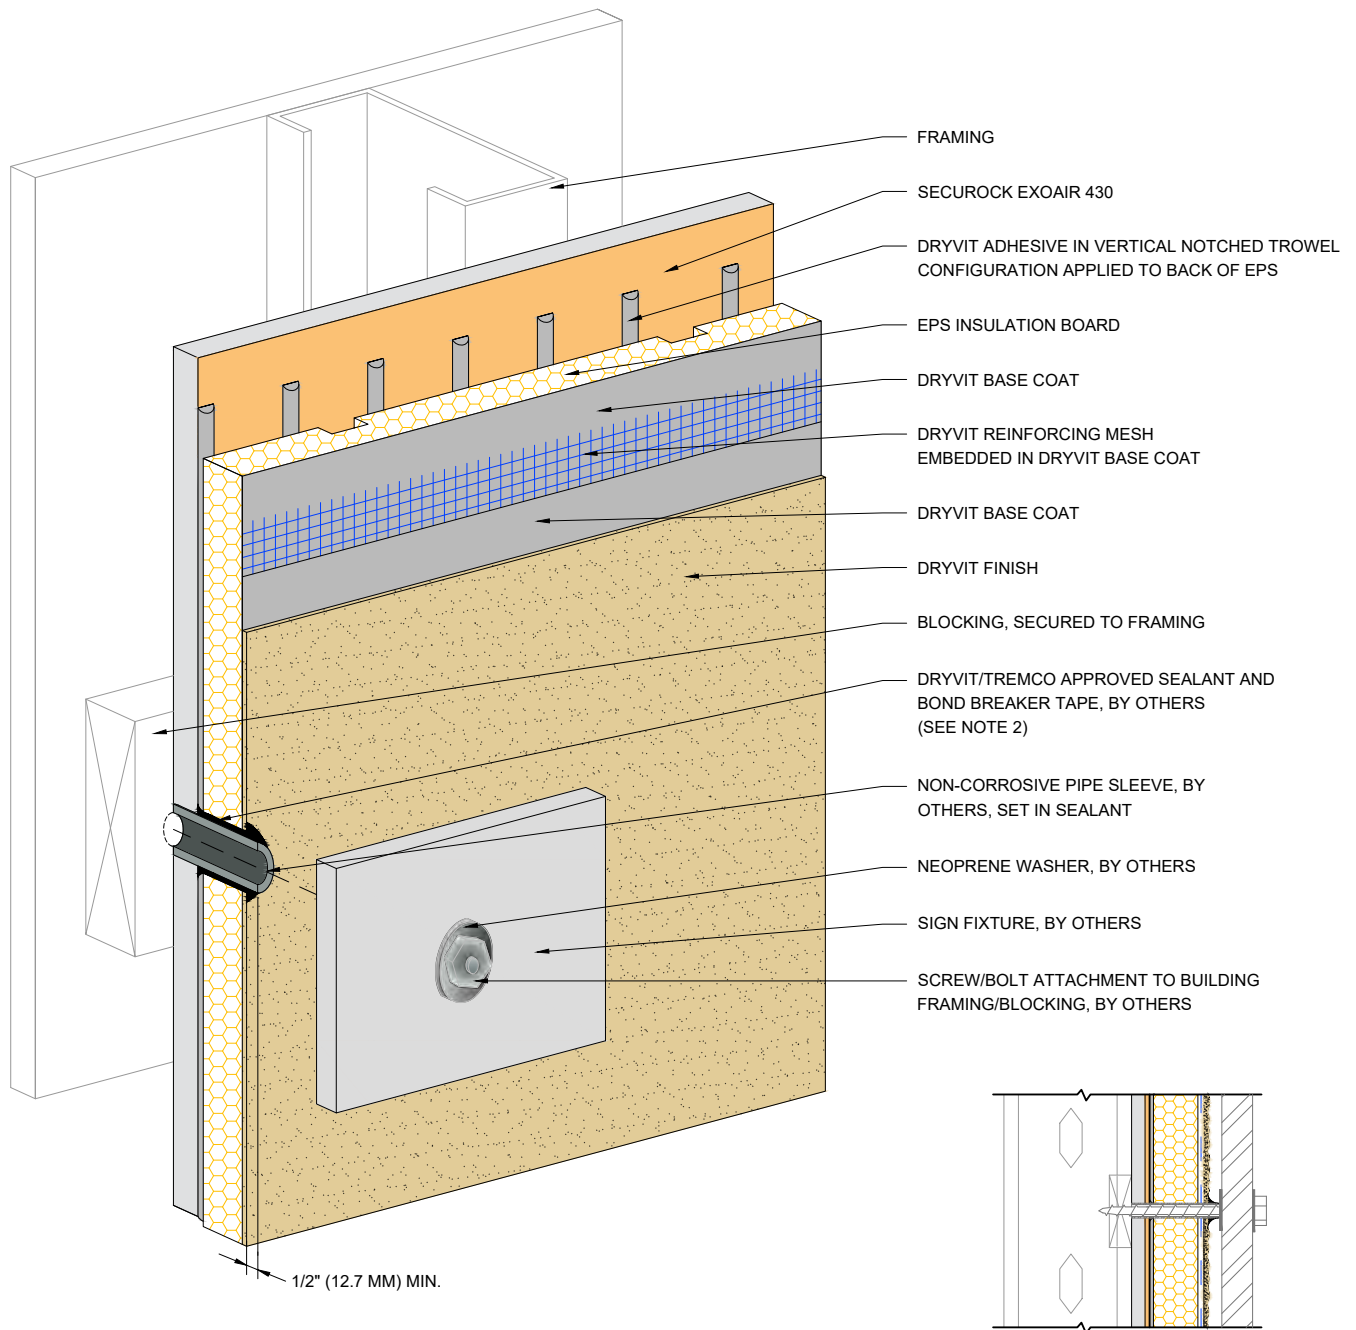 FRAMING
SECUROCK EXOAIR 430
DRYVIT ADHESIVE IN VERTICAL NOTCHED TROWEL
CONFIGURATION APPLIED TO BACK OF EPS
EPS INSULATION BOARD
DRYVIT BASE COAT
DRYVIT REINFORCING MESH
EMBEDDED IN DRYVIT BASE COAT
DRYVIT BASE COAT
DRYVIT FINISH
BLOCKING, SECURED TO FRAMING
DRYVIT/TREMCO APPROVED SEALANT AND
BOND BREAKER TAPE, BY OTHERS
(SEE NOTE 2)
NON-CORROSIVE PIPE SLEEVE, BY
OTHERS, SET IN SEALANT
NEOPRENE WASHER, BY OTHERS
SIGN FIXTURE, BY OTHERS
SCREW/BOLT ATTACHMENT TO BUILDING
FRAMING/BLOCKING, BY OTHERS
1/2" (12.7 MM) MIN.